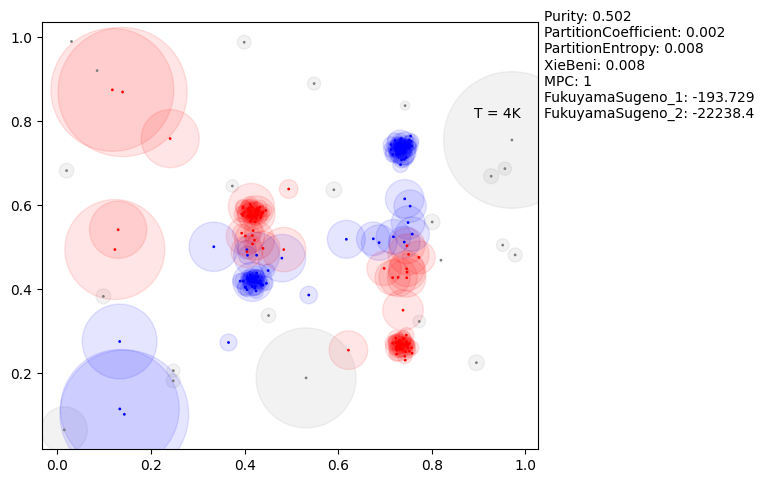 Purity: 0.502
PartitionCoefficient: 0.002
PartitionEntropy: 0.008
XieBeni: 0.008
MPC: 1
FukuyamaSugeno_1: -193.729
FukuyamaSugeno_2: -22238.4
T = 4K
1.0
0.8
0.6
0.4
0.2
0.0 0.2 0.4 0.6 0.8 1.0